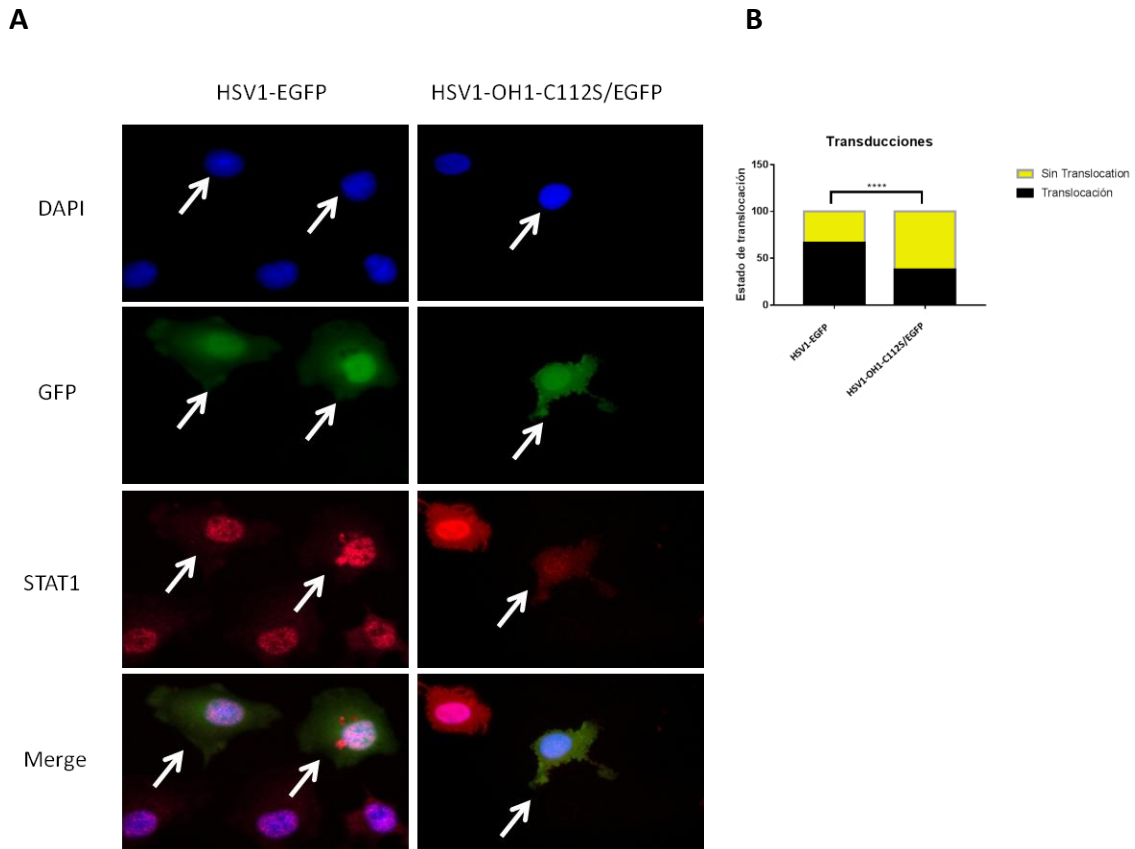 A
B
HSV1-EGFP
HSV1-OH1-C112S/EGFP
DAPI
GFP
STAT1
Merge
Transducciones
Estado de translocación
150
100
50
0
****
HSV1-EGFP
HSV1-OH1-C112S/EGFP
Sin Translocation
Translocación